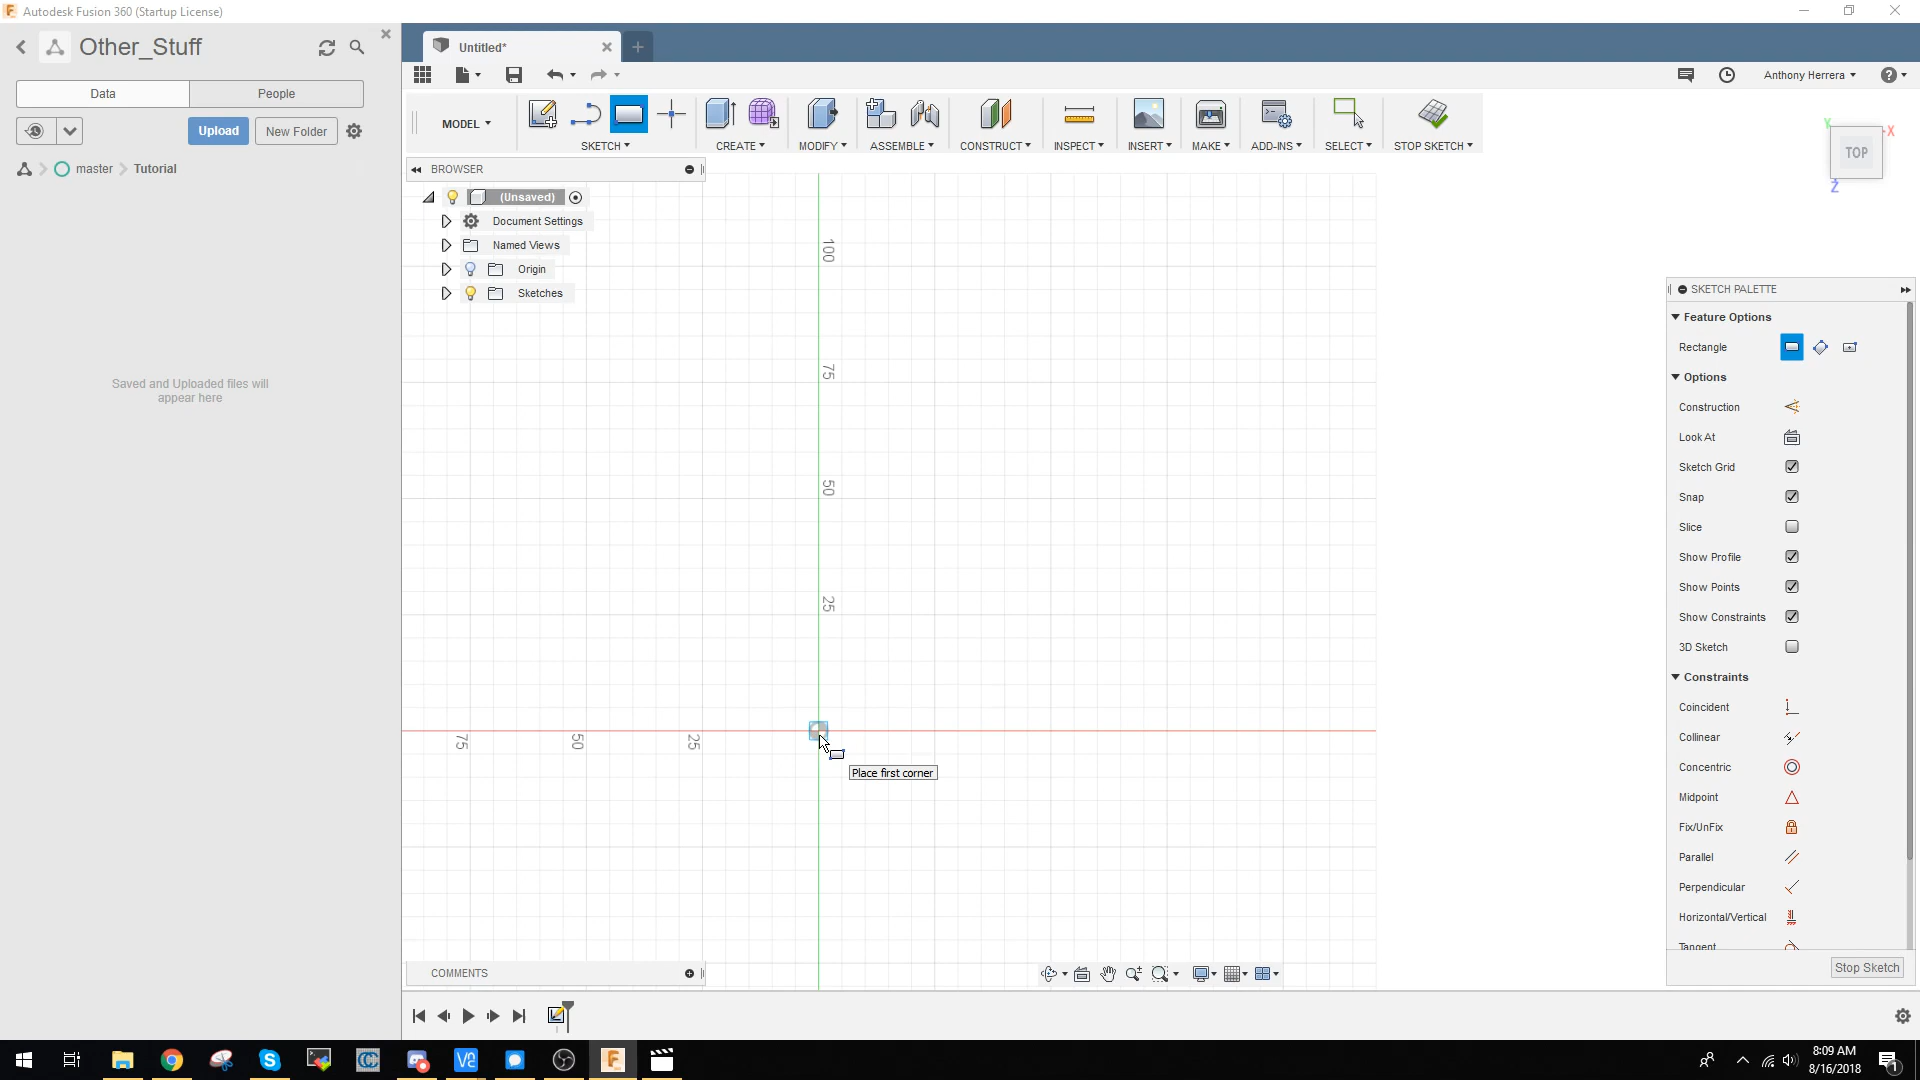 Autodesk Fusion 360 (Startup License)
Other_Stuff
Data
People
Upload
New Folder
master
Tutorial
Saved and Uploaded files will
appear here
Untitled*
Anthony Herrera
MODEL
SKETCH
CREATE
MODIFY
ASSEMBLE
CONSTRUCT
INSPECT
INSERT
MAKE
ADD-INS
SELECT
STOP SKETCH
Y
X
TOP
Z
BROWSER
(Unsaved)
Document Settings
Named Views
Origin
Sketches
100
75
50
25
75
50
25
Place first corner
SKETCH PALETTE
Feature Options
Rectangle
Options
Construction
Look At
Sketch Grid
Snap
Slice
Show Profile
Show Points
Show Constraints
3D Sketch
Constraints
Coincident
Collinear
Concentric
Midpoint
Fix/UnFix
Parallel
Perpendicular
Horizontal/Vertical
Tangent
Stop Sketch
COMMENTS
8:09 AM
8/16/2018
1